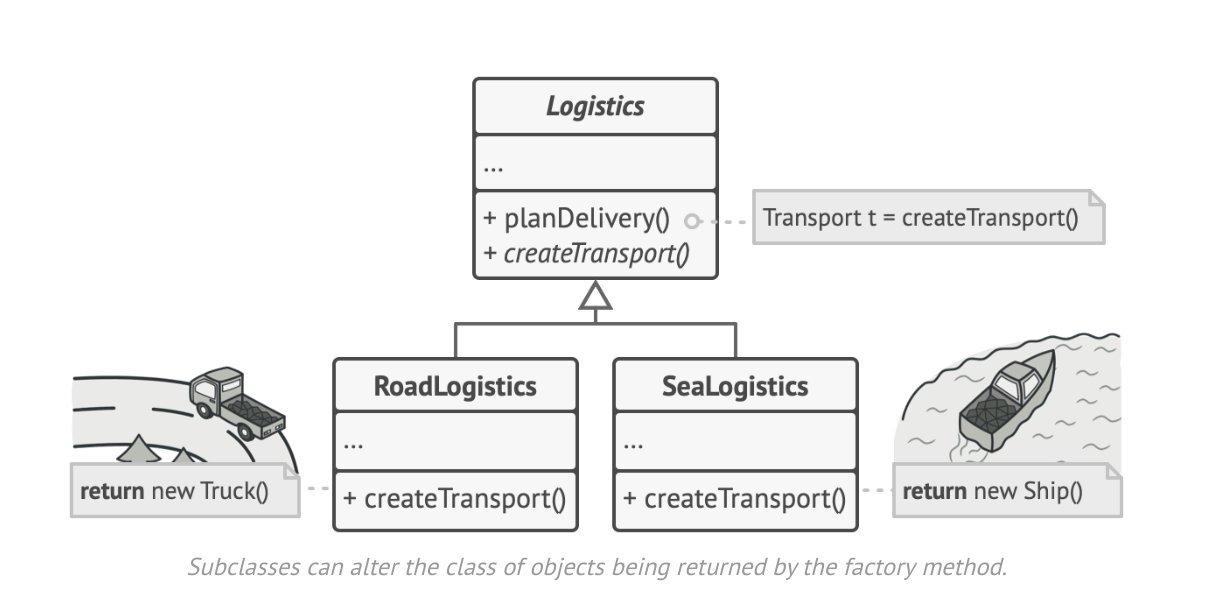 Logistics
...
+ planDelivery()
Transport t = createTransport()
+ createTransport()
RoadLogistics
...
+ createTransport()
return new Truck()
SeaLogistics
...
+ createTransport()
return new Ship()
Subclasses can alter the class of objects being returned by the factory method.